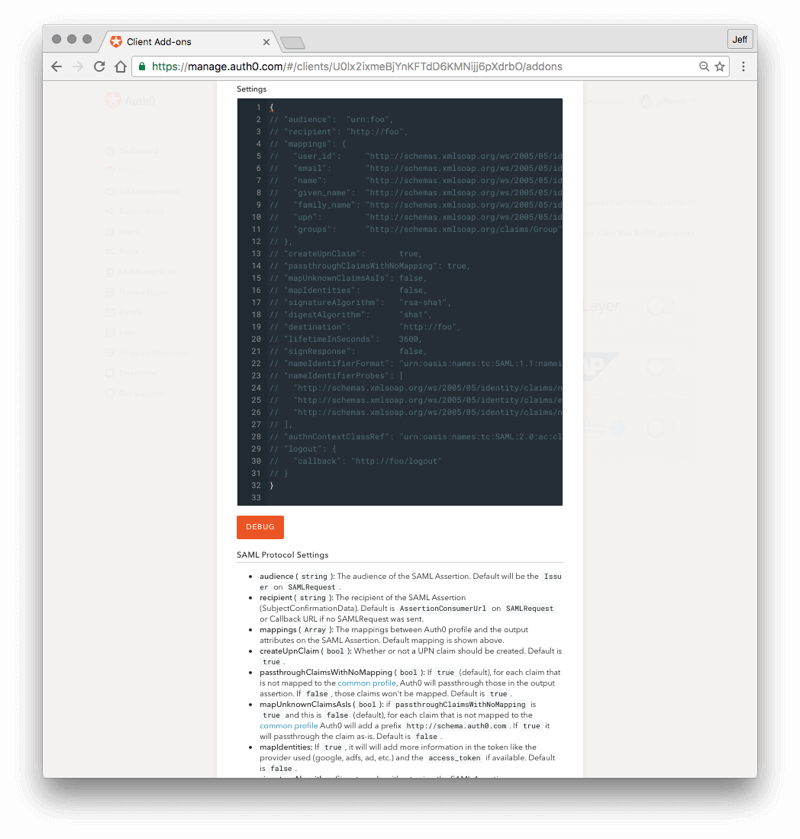 Client Add-ons
Jeff
https://manage.auth0.com/#/clients/U0lx2ixmeBjYnKFTdD6KMNijj6pXdrbO/addons
Auth0
Settings
1 {
2 // "audience":  "urn:foo",
3 // "recipient": "http://foo",
4 // "mappings": {
5 //   "user_id":     "http://schemas.xmlsoap.org/ws/2005/05/id
6 //   "email":       "http://schemas.xmlsoap.org/ws/2005/05/id
7 //   "name":        "http://schemas.xmlsoap.org/ws/2005/05/id
8 //   "given_name":  "http://schemas.xmlsoap.org/ws/2005/05/id
9 //   "family_name": "http://schemas.xmlsoap.org/ws/2005/05/id
10 //   "upn":         "http://schemas.xmlsoap.org/ws/2005/05/id
11 //   "groups":      "http://schemas.xmlsoap.org/claims/Group"
12 // },
13 // "createUpnClaim":       true,
14 // "passthroughClaimsWithNoMapping": true,
15 // "mapUnknownClaimsAsIs": false,
16 // "mapIdentities":        false,
17 // "signatureAlgorithm":   "rsa-sha1",
18 // "digestAlgorithm":      "sha1",
19 // "destination":          "http://foo",
20 // "lifetimeInSeconds":    3600,
21 // "signResponse":         false,
22 // "nameIdentifierFormat": "urn:oasis:names:tc:SAML:1.1:namei
23 // "nameIdentifierProbes": [
24 //   "http://schemas.xmlsoap.org/ws/2005/05/identity/claims/n
25 //   "http://schemas.xmlsoap.org/ws/2005/05/identity/claims/e
26 //   "http://schemas.xmlsoap.org/ws/2005/05/identity/claims/n
27 // ],
28 // "authnContextClassRef": "urn:oasis:names:tc:SAML:2.0:ac:cl
29 // "logout": {
30 //   "callback": "http://foo/logout"
31 // }
32 }
33
Layer
AP
DEBUG
SAML Protocol Settings
• audience ( string ): The audience of the SAML Assertion. Default will be the Issu
er on SAMLRequest .
• recipient ( string ): The recipient of the SAML Assertion
(SubjectConfirmationData). Default is AssertionConsumerUrl on SAMLRequest
or Callback URL if no SAMLRequest was sent.
• mappings ( Array ): The mappings between Auth0 profile and the output
attributes on the SAML Assertion. Default mapping is shown above.
• createUpnClaim ( bool ): Whether or not a UPN claim should be created. Default is
true .
• passthroughClaimsWithNoMapping ( bool ): If true (default), for each claim that
is not mapped to the common profile, Auth0 will passthrough those in the output
assertion. If false , those claims won't be mapped. Default is true .
• mapUnknownClaimsAsIs ( bool ): if passthroughClaimsWithNoMapping is
true and this is false (default), for each claim that is not mapped to the
common profile Auth0 will add a prefix http://schema.auth0.com . If true it
will passthrough the claim as-is. Default is false .
• mapIdentities: If true , it will will add more information in the token like the
provider used (google, adfs, ad, etc.) and the access_token if available. Default
is false .